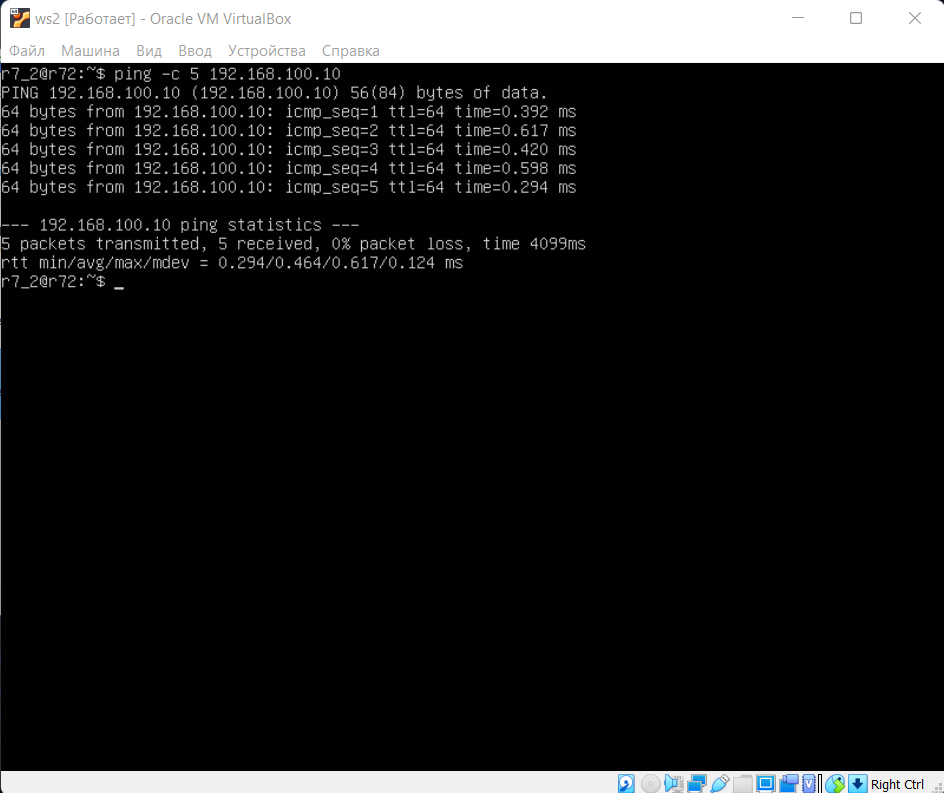 ws2 [Работает] - Oracle VM VirtualBox
Файл Машина Вид Ввод Устройства Справка
r7_2@r72:~$ ping -c 5 192.168.100.10
PING 192.168.100.10 (192.168.100.10) 56(84) bytes of data.
64 bytes from 192.168.100.10: icmp_seq=1 ttl=64 time=0.392 ms
64 bytes from 192.168.100.10: icmp_seq=2 ttl=64 time=0.617 ms
64 bytes from 192.168.100.10: icmp_seq=3 ttl=64 time=0.420 ms
64 bytes from 192.168.100.10: icmp_seq=4 ttl=64 time=0.598 ms
64 bytes from 192.168.100.10: icmp_seq=5 ttl=64 time=0.294 ms
--- 192.168.100.10 ping statistics ---
5 packets transmitted, 5 received, 0% packet loss, time 4099ms
rtt min/avg/max/mdev = 0.294/0.464/0.617/0.124 ms
r7_2@r72:~$ _
Right Ctrl